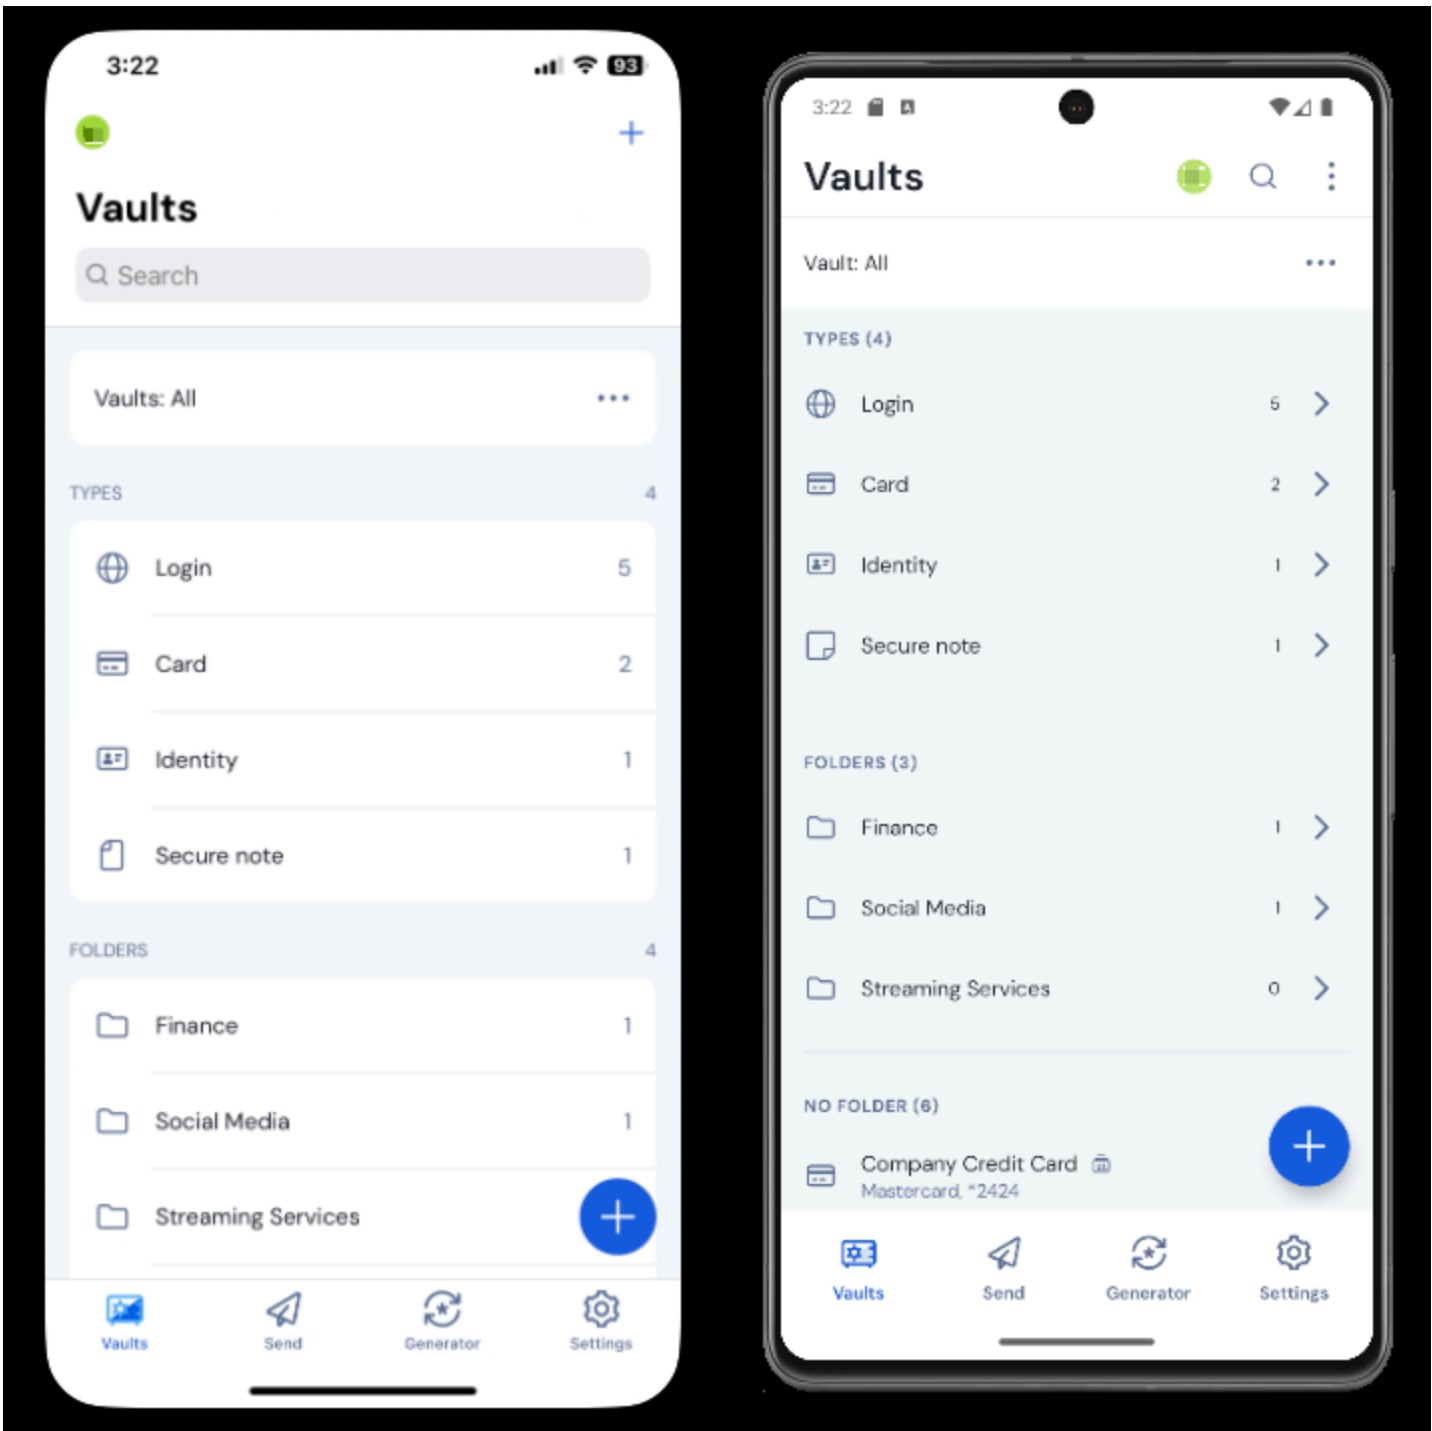 3:22
93
Vaults
Search
Vaults: All
TYPES 4
Login 5
Card 2
Identity 1
Secure note 1
FOLDERS 4
Finance 1
Social Media 1
Streaming Services
Vaults Send Generator Settings
3:22
Vaults
Vault: All
TYPES (4)
Login 5
Card 2
Identity 1
Secure note 1
FOLDERS (3)
Finance 1
Social Media 1
Streaming Services 0
NO FOLDER (6)
Company Credit Card
Mastercard, *2424
Vaults Send Generator Settings